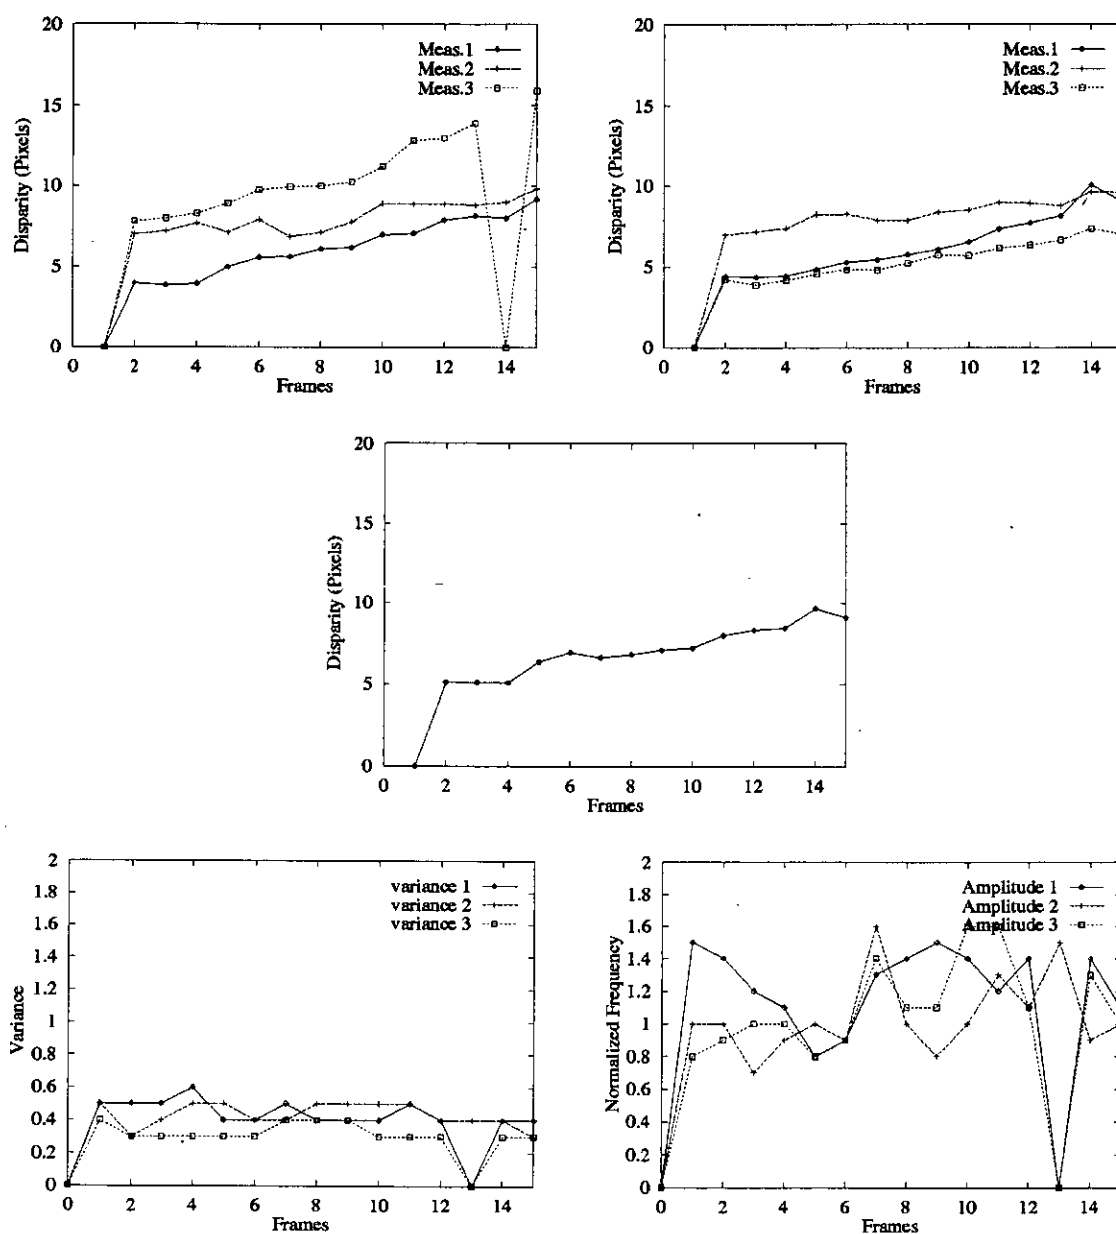 20
15
10
5
0
Disparity (Pixels)
Meas.1
Meas.2
Meas.3
0 2 4 6 8 10 12 14
Frames
20
15
10
5
0
Disparity (Pixels)
Meas.1
Meas.2
Meas.3
0 2 4 6 8 10 12 14
Frames
20
15
10
5
0
Disparity (Pixels)
0 2 4 6 8 10 12 14
Frames
2
1.8
1.6
1.4
1.2
1
0.8
0.6
0.4
0.2
0
Variance
variance 1
variance 2
variance 3
0 2 4 6 8 10 12 14
Frames
2
1.8
1.6
1.4
1.2
1
0.8
0.6
0.4
0.2
0
Normalized Frequency
Amplitude 1
Amplitude 2
Amplitude 3
0 2 4 6 8 10 12 14
Frames